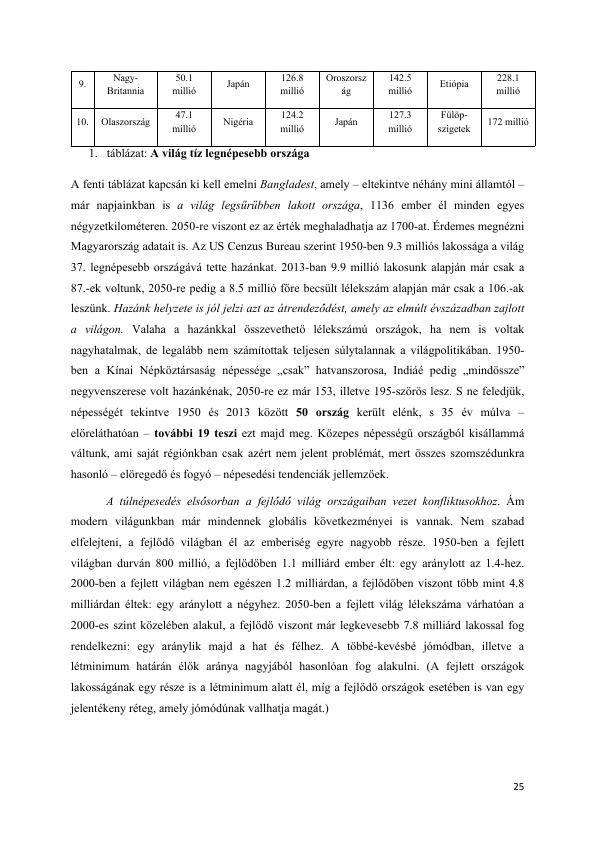 9. Nagy-Britannia 50.1 millió Japán 126.8 millió Oroszország 142.5 millió Etiópia 228.1 millió
10. Olaszország 47.1 millió Nigéria 124.2 millió Japán 127.3 millió Fülöp-szigetek 172 millió
1. táblázat: A világ tíz legnépesebb országa
A fenti táblázat kapcsán ki kell emelni Bangladest, amely – eltekintve néhány mini államtól –
már napjainkban is a világ legsűrűbben lakott országa, 1136 ember él minden egyes
négyzetkilométeren. 2050-re viszont ez az érték meghaladhatja az 1700-at. Érdemes megnézni
Magyarország adatait is. Az US Cenzus Bureau szerint 1950-ben 9.3 milliós lakossága a világ
37. legnépesebb országává tette hazánkat. 2013-ban 9.9 millió lakosunk alapján már csak a
87.-ek voltunk, 2050-re pedig a 8.5 millió főre becsült lélekszám alapján már csak a 106.-ak
leszünk. Hazánk helyzete is jól jelzi azt az átrendeződést, amely az elmúlt évszázadban zajlott
a világon. Valaha a hazánkkal összevethető lélekszámú országok, ha nem is voltak
nagyhatalmak, de legalább nem számítottak teljesen súlytalannak a világpolitikában. 1950-
ben a Kínai Népköztársaság népessége „csak” hatvanszorosa, Indiáé pedig „mindössze”
negyvenszerese volt hazánkénak, 2050-re ez már 153, illetve 195-szörös lesz. S ne feledjük,
népességét tekintve 1950 és 2013 között 50 ország került elénk, s 35 év múlva –
előreláthatóan – további 19 teszi ezt majd meg. Közepes népességű országból kisállammá
váltunk, ami saját régiónkban csak azért nem jelent problémát, mert összes szomszédunkra
hasonló – elöregedő és fogyó – népesedési tendenciák jellemzőek.
A túlnépesedés elsősorban a fejlődő világ országaiban vezet konfliktusokhoz. Ám
modern világunkban már mindennek globális következményei is vannak. Nem szabad
elfelejteni, a fejlődő világban él az emberiség egyre nagyobb része. 1950-ben a fejlett
világban durván 800 millió, a fejlődőben 1.1 milliárd ember élt: egy aránylott az 1.4-hez.
2000-ben a fejlett világban nem egészen 1.2 milliárdan, a fejlődőben viszont több mint 4.8
milliárdan éltek: egy aránylott a négyhez. 2050-ben a fejlett világ lélekszáma várhatóan a
2000-es szint közelében alakul, a fejlődő viszont már legkevesebb 7.8 milliárd lakossal fog
rendelkezni: egy aránylik majd a hat és félhez. A többé-kevésbé jómódban, illetve a
létminimum határán élők aránya nagyjából hasonlóan fog alakulni. (A fejlett országok
lakosságának egy része is a létminimum alatt él, míg a fejlődő országok esetében is van egy
jelentékeny réteg, amely jómódúnak vallhatja magát.)
25